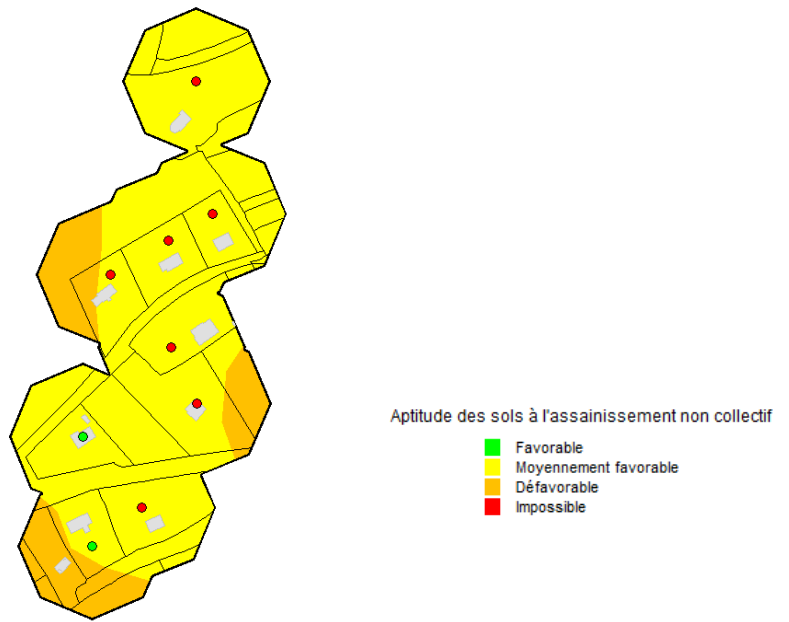 Aptitude des sols à l'assainissement non collectif
Favorable
Moyennement favorable
Défavorable
Impossible